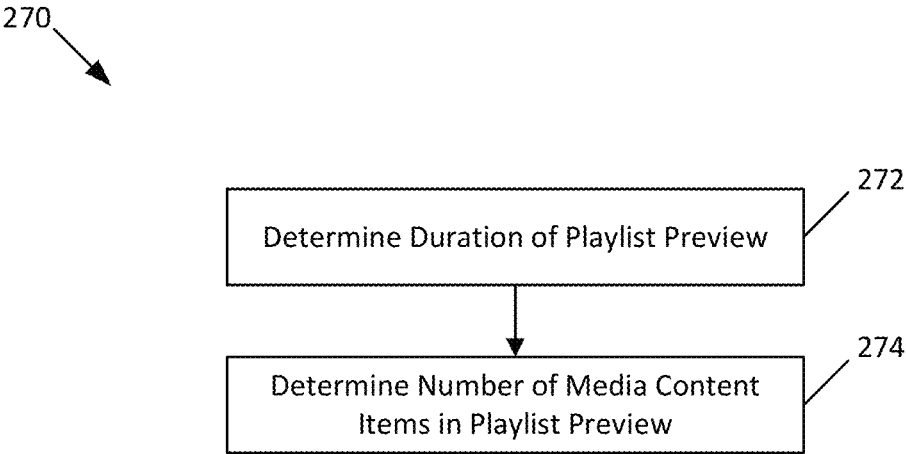 270
272
Determine Duration of Playlist Preview
274
Determine Number of Media Content
Items in Playlist Preview